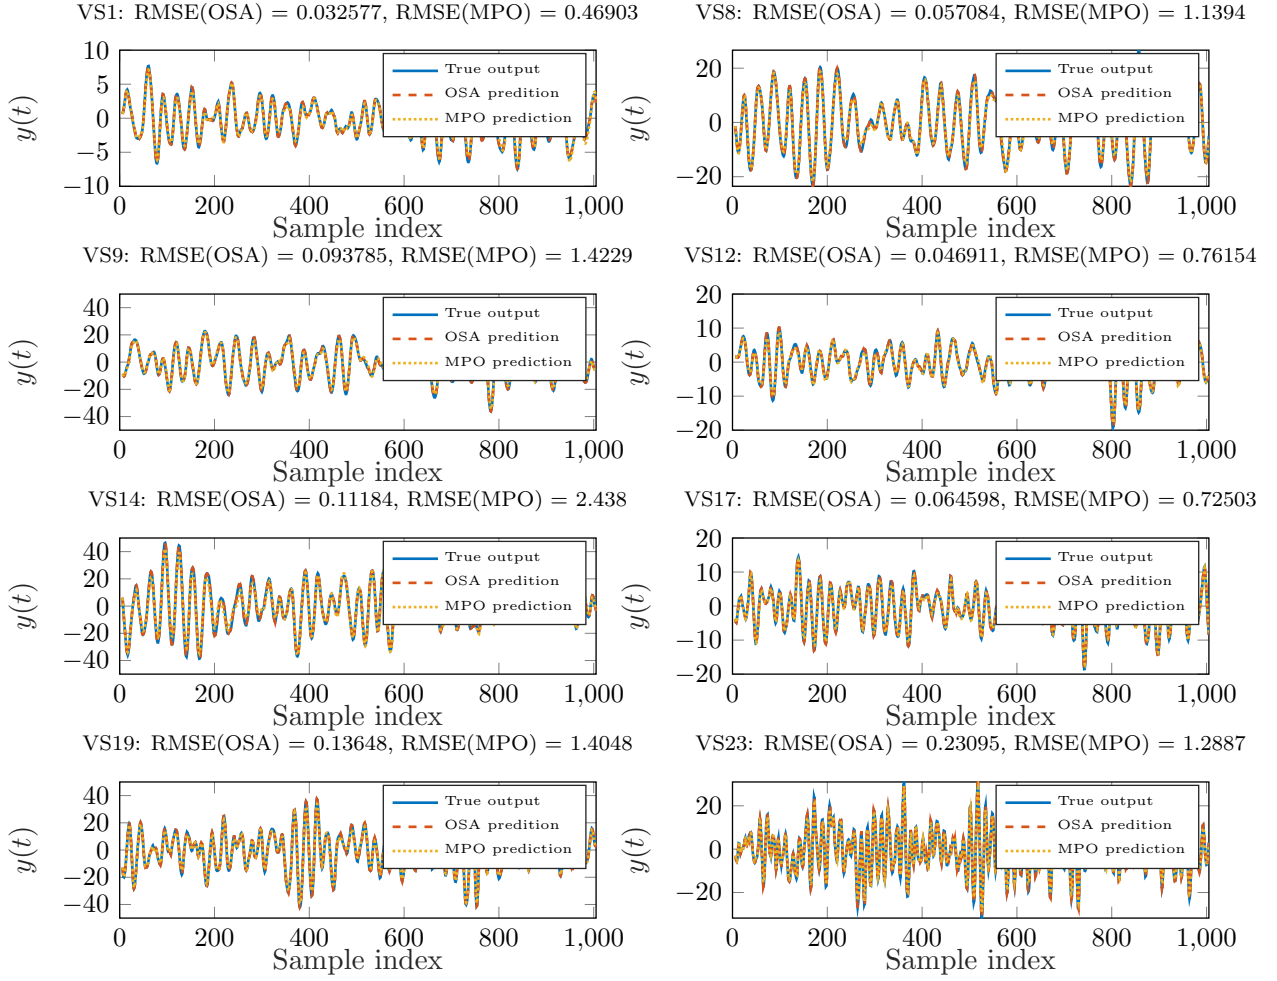 VS1: RMSE(OSA) = 0.032577, RMSE(MPO) = 0.46903
10
5
0
−5
−10
y(t)
True output
OSA predition
MPO prediction
0 200 400 600 800 1,000
Sample index
VS8: RMSE(OSA) = 0.057084, RMSE(MPO) = 1.1394
20
0
−20
y(t)
True output
OSA predition
MPO prediction
0 200 400 600 800 1,000
Sample index
VS9: RMSE(OSA) = 0.093785, RMSE(MPO) = 1.4229
40
20
0
−20
−40
y(t)
True output
OSA predition
MPO prediction
0 200 400 600 800 1,000
Sample index
VS12: RMSE(OSA) = 0.046911, RMSE(MPO) = 0.76154
20
10
0
−10
−20
y(t)
True output
OSA predition
MPO prediction
0 200 400 600 800 1,000
Sample index
VS14: RMSE(OSA) = 0.11184, RMSE(MPO) = 2.438
40
20
0
−20
−40
y(t)
True output
OSA predition
MPO prediction
0 200 400 600 800 1,000
Sample index
VS17: RMSE(OSA) = 0.064598, RMSE(MPO) = 0.72503
20
10
0
−10
−20
y(t)
True output
OSA predition
MPO prediction
0 200 400 600 800 1,000
Sample index
VS19: RMSE(OSA) = 0.13648, RMSE(MPO) = 1.4048
40
20
0
−20
−40
y(t)
True output
OSA predition
MPO prediction
0 200 400 600 800 1,000
Sample index
VS23: RMSE(OSA) = 0.23095, RMSE(MPO) = 1.2887
20
0
−20
y(t)
True output
OSA predition
MPO prediction
0 200 400 600 800 1,000
Sample index